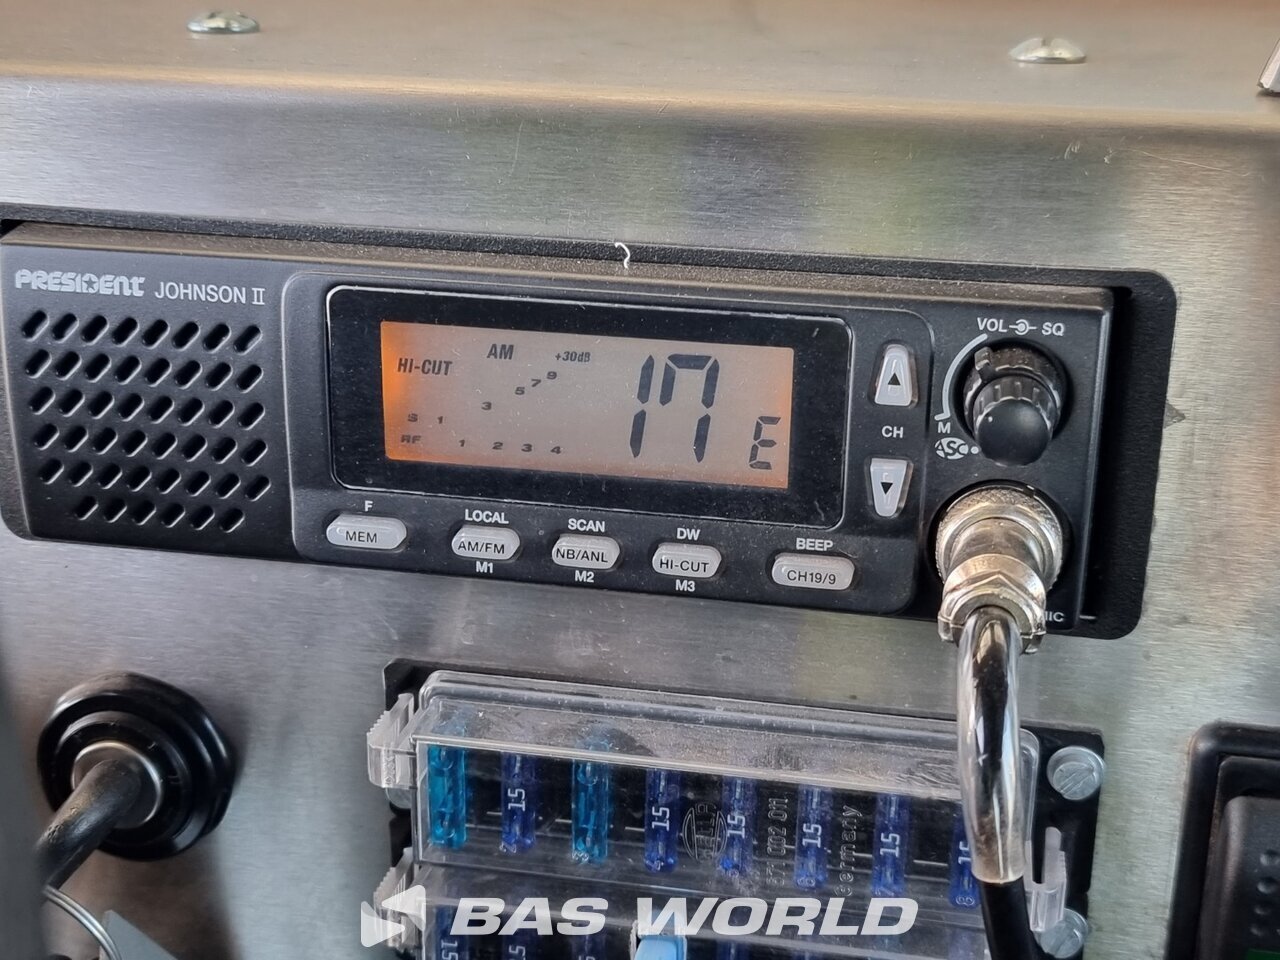 PRESIDENT JOHNSON II
VOL SQ
HI-CUT AM +30dB
S 1 3 5 7 9
RF 1 2 3 4
17 E
CH
M
ASC
F
MEM
LOCAL
AM/FM
M1
SCAN
NB/ANL
M2
DW
HI-CUT
M3
BEEP
CH19/9
15 15 15 15 15
Germany
BAS WORLD
15 15 15